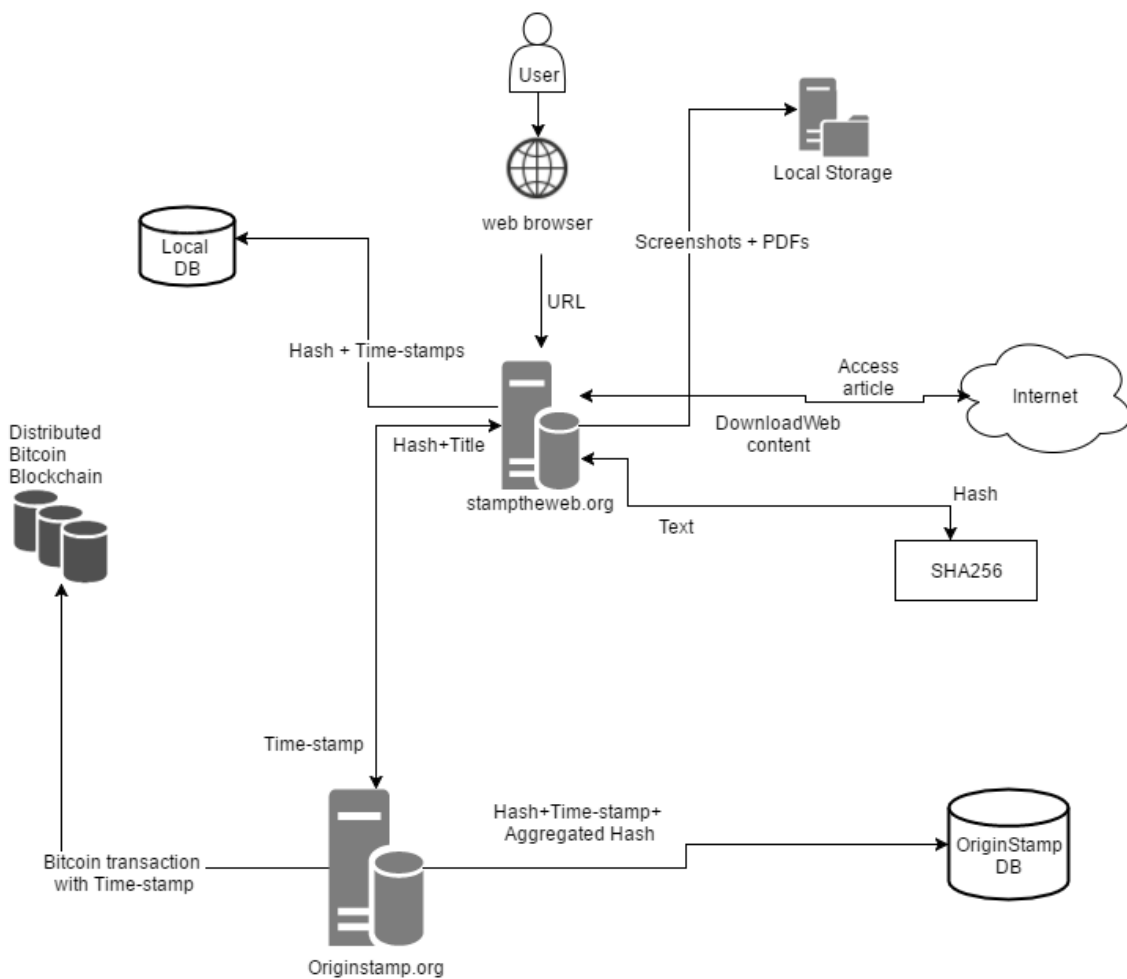 User
web browser
Local Storage
Local
DB
Screenshots + PDFs
URL
Hash + Time-stamps
Access
article
Internet
DownloadWeb
content
Distributed
Bitcoin
Blockchain
Hash+Title
stamptheweb.org
Hash
Text
SHA256
Time-stamp
Hash+Time-stamp+
Aggregated Hash
OriginStamp
DB
Bitcoin transaction
with Time-stamp
Originstamp.org